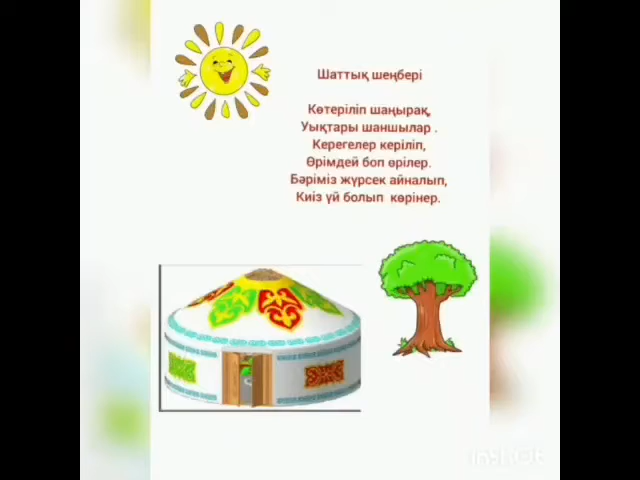 Шаттық шеңбері
Көтеріліп шаңырақ,
Уықтары шаншылар .
Керегелер керіліп,
Өрімдей боп өрілер.
Бәріміз жүрсек айналып,
Киіз үй болып көрінер.